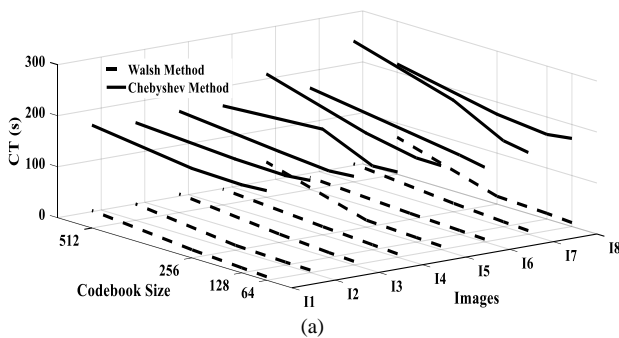 300
200
100
0
CT (s)
Walsh Method
Chebyshev Method
512
256
128
64
Codebook Size
I1
I2
I3
I4
I5
I6
I7
I8
Images
(a)